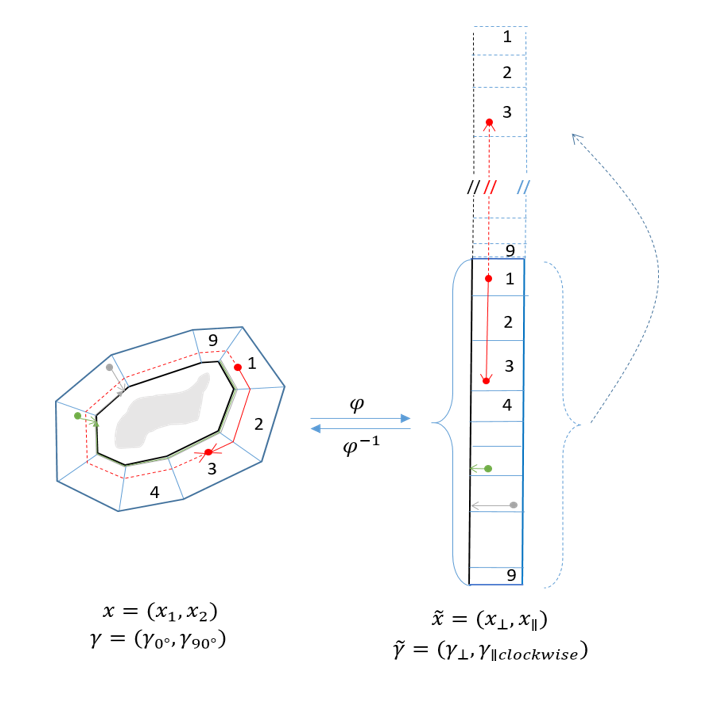 1
2
3
9
1
2
3
4
9
9
1
2
3
4
φ
φ⁻¹
x = (x₁, x₂)
γ = (γ₀°, γ₉₀°)
x̃ = (x⊥, x∥)
γ̃ = (γ⊥, γ∥clockwise)